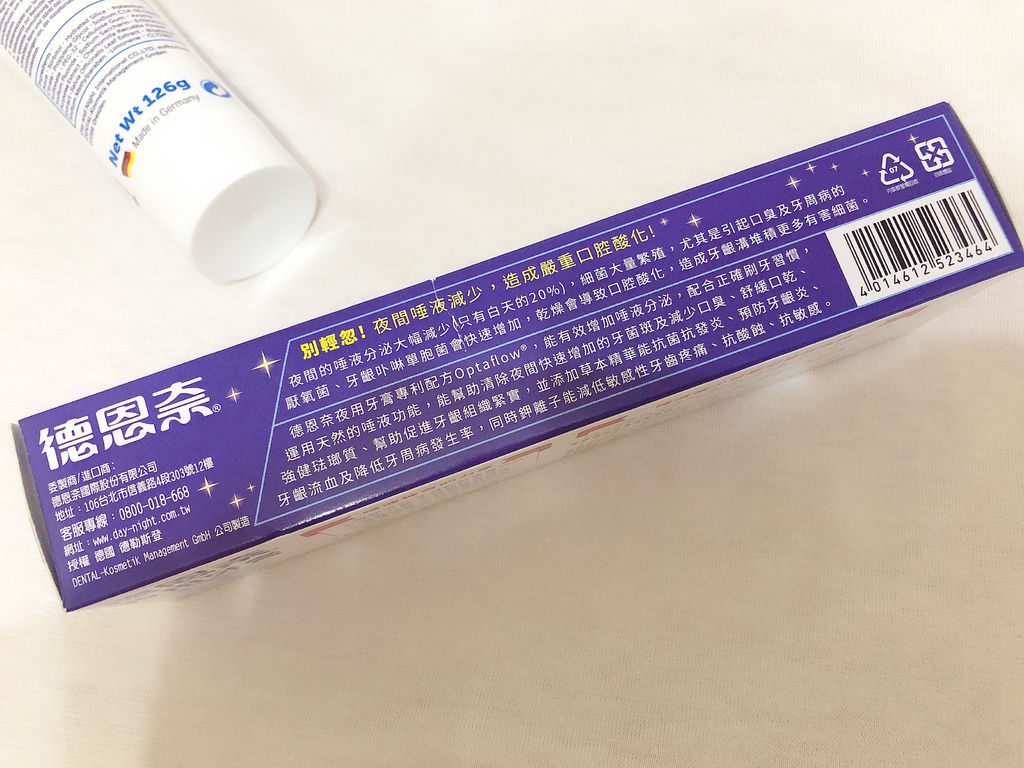 Net Wt 126g
Made in Germany
德恩奈®
委製商/進口商:
德恩奈國際股份有限公司
地址:106台北市信義路4段303號12樓
客服專線:0800-018-668
網址:www.day-night.com.tw
授權 德國 德勒斯登
DENTAL-Kosmetik Management GmbH 公司製造
別輕忽! 夜間唾液減少,造成嚴重口腔酸化!
夜間的唾液分泌大幅減少(只有白天的20%),細菌大量繁殖,尤其是引起口臭及牙周病的
厭氧菌、牙齦卟啉單胞菌會快速增加,乾燥會導致口腔酸化,造成牙齦溝堆積更多有害細菌。
德恩奈夜用牙膏專利配方Optaflow®,能有效增加唾液分泌,配合正確刷牙習慣,
運用天然的唾液功能,能幫助清除夜間快速增加的牙菌斑及減少口臭、舒緩口乾、
強健琺瑯質、幫助促進牙齦組織緊實,並添加草本精華能抗菌抗發炎、預防牙齦炎、
牙齦流血及降低牙周病發生率,同時鉀離子能減低敏感性牙齒疼痛、抗酸蝕、抗敏感。
07
4 014612 523464